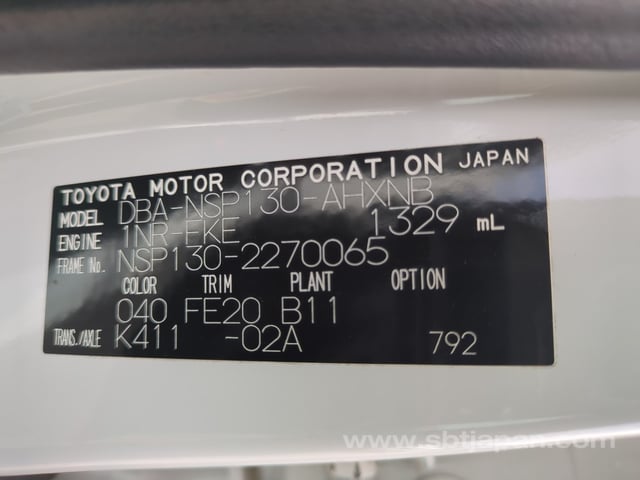 TOYOTA MOTOR CORPORATION JAPAN
MODEL DBA-NSP130-AHXNB
ENGINE 1NR-FKE 1329 mL
FRAME No. NSP130-2270065
COLOR TRIM PLANT OPTION
040 FE20 B11
TRANS./AXLE K411 -02A 792
www.sbtjapan.com